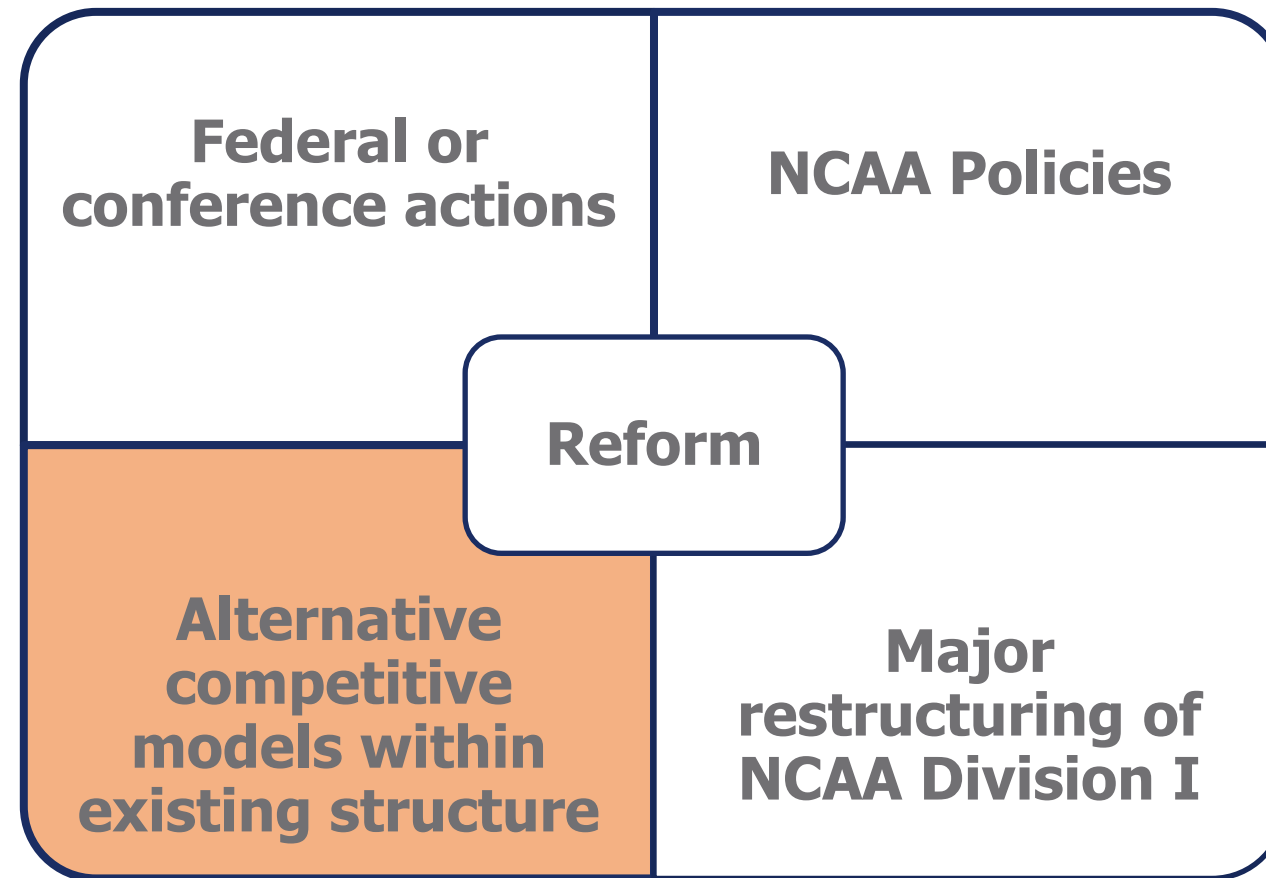 Federal or
conference actions
NCAA Policies
Reform
Alternative
competitive
models within
existing structure
Major
restructuring of
NCAA Division I